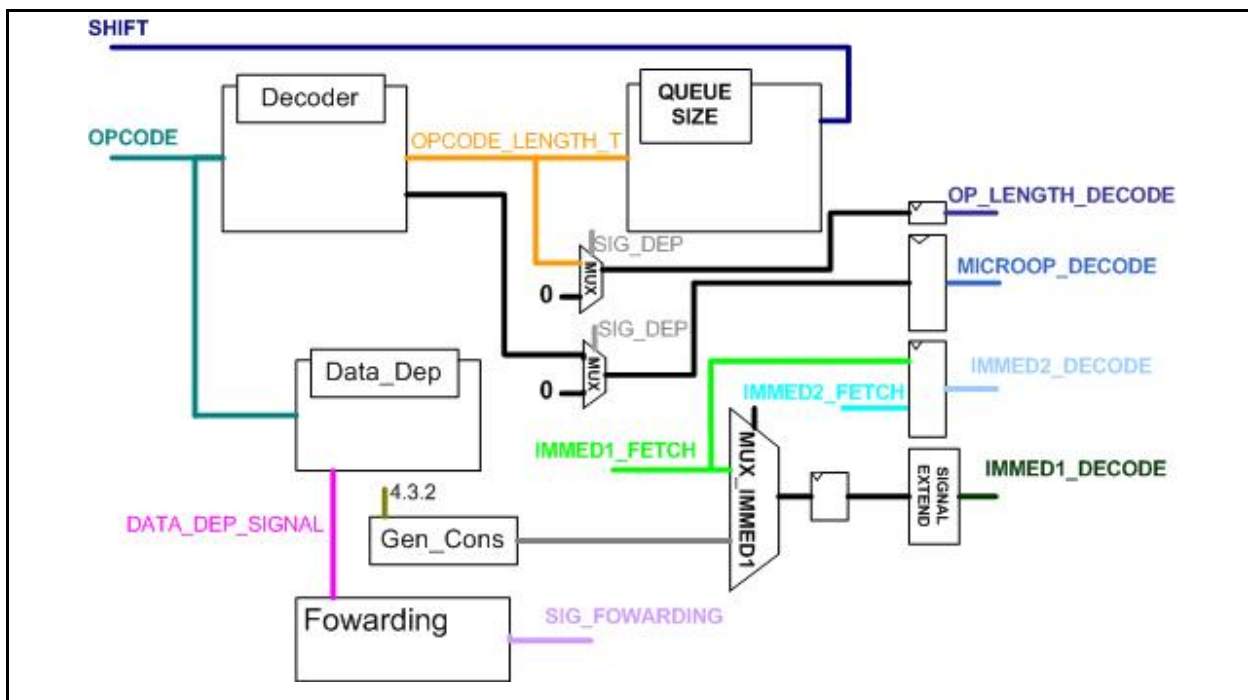 SHIFT
Decoder
QUEUE
SIZE
OPCODE
OPCODE_LENGTH_T
OP_LENGTH_DECODE
SIG_DEP
MUX
0
MICROOP_DECODE
SIG_DEP
MUX
0
Data_Dep
IMMED2_DECODE
IMMED2_FETCH
IMMED1_FETCH
MUX_IMMED1
SIGNAL
EXTEND
IMMED1_DECODE
4.3.2
DATA_DEP_SIGNAL
Gen_Cons
Fowarding
SIG_FOWARDING